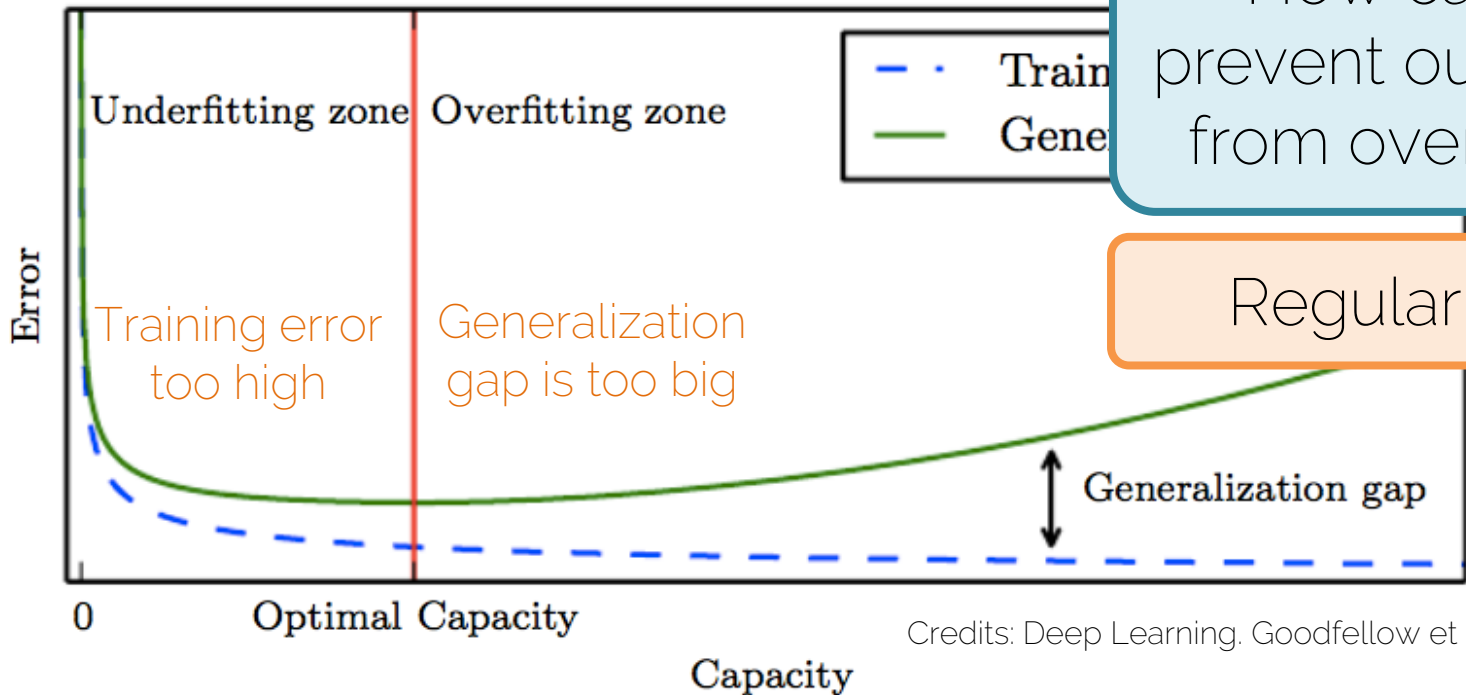 prevent ou
from over
Train
Gene
Underfitting zone
Overfitting zone
Regular
Error
Training error
too high
Generalization
gap is too big
Generalization gap
0
Optimal Capacity
Credits: Deep Learning. Goodfellow et
Capacity